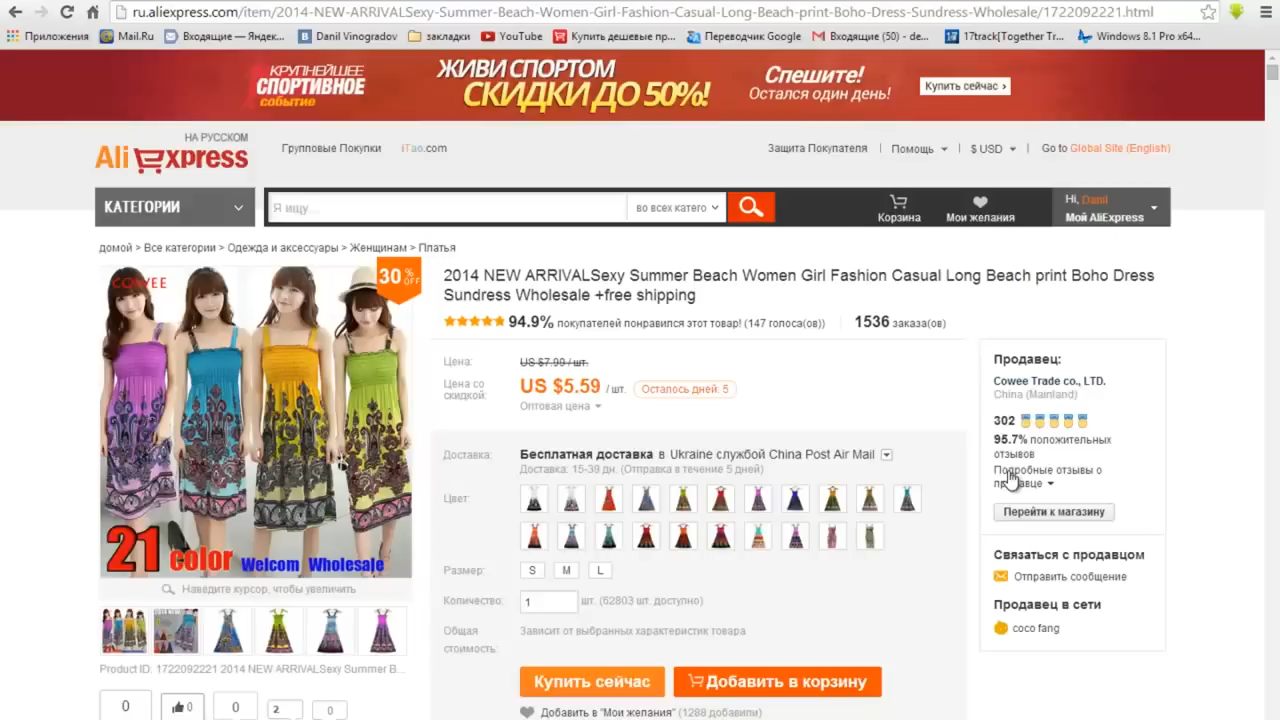 ru.aliexpress.com/item/2014-NEW-ARRIVALSexy-Summer-Beach-Women-Girl-Fashion-Casual-Long-Beach-print-Boho-Dress-Sundress-Wholesale/1722092221.html
Приложения Mail.Ru Входящие — Яндек... Danil Vinogradov закладки YouTube Купить дешевые пр... Переводчик Google Входящие (50) - de... 17track[Together Tr... Windows 8.1 Pro x64...
КРУПНЕЙШЕЕ
СПОРТИВНОЕ
событие
ЖИВИ СПОРТОМ
СКИДКИ ДО 50%!
Спешите!
Остался один день!
Купить сейчас ›
НА РУССКОМ
AliExpress
Групповые Покупки iTao.com
Защита Покупателя | Помощь | $ USD | Go to Global Site (English)
КАТЕГОРИИ
Я ищу...
во всех катего
Корзина
Мои желания
Hi, Danil
Мой AliExpress
домой > Все категории > Одежда и аксессуары > Женщинам > Платья
COWEE
30% OFF
21 color Welcom Wholesale
Наведите курсор, чтобы увеличить
Product ID: 1722092221 2014 NEW ARRIVALSexy Summer B...
0 0 0 2 0
2014 NEW ARRIVALSexy Summer Beach Women Girl Fashion Casual Long Beach print Boho Dress
Sundress Wholesale +free shipping
94.9% покупателей понравился этот товар! (147 голоса(ов)) 1536 заказа(ов)
Цена: US $7.99 / шт.
Цена со
скидкой:
US $5.59 / шт. Осталось дней: 5
Оптовая цена
Доставка: Бесплатная доставка в Ukraine службой China Post Air Mail
Доставка: 15-39 дн. (Отправка в течение 5 дней)
Цвет:
Размер: S M L
Количество: 1 шт. (62803 шт. доступно)
Общая
стоимость:
Зависит от выбранных характеристик товара
Купить сейчас Добавить в корзину
Добавить в "Мои желания" (1288 добавили)
Продавец:
Cowee Trade co., LTD.
China (Mainland)
302
95.7% положительных
отзывов
Подробные отзывы о
Перейти к магазину
Связаться с продавцом
Отправить сообщение
Продавец в сети
coco fang